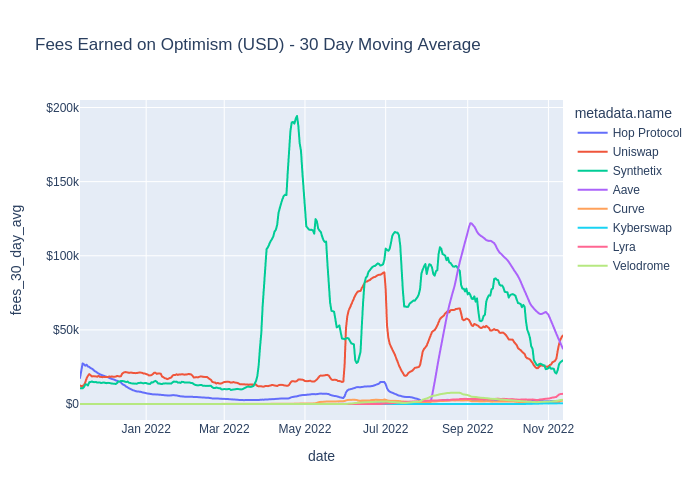 Fees Earned on Optimism (USD) - 30 Day Moving Average
metadata.name
Hop Protocol
Uniswap
Synthetix
Aave
Curve
Kyberswap
Lyra
Velodrome
fees_30_day_avg
$200k
$150k
$100k
$50k
$0
Jan 2022
Mar 2022
May 2022
Jul 2022
Sep 2022
Nov 2022
date